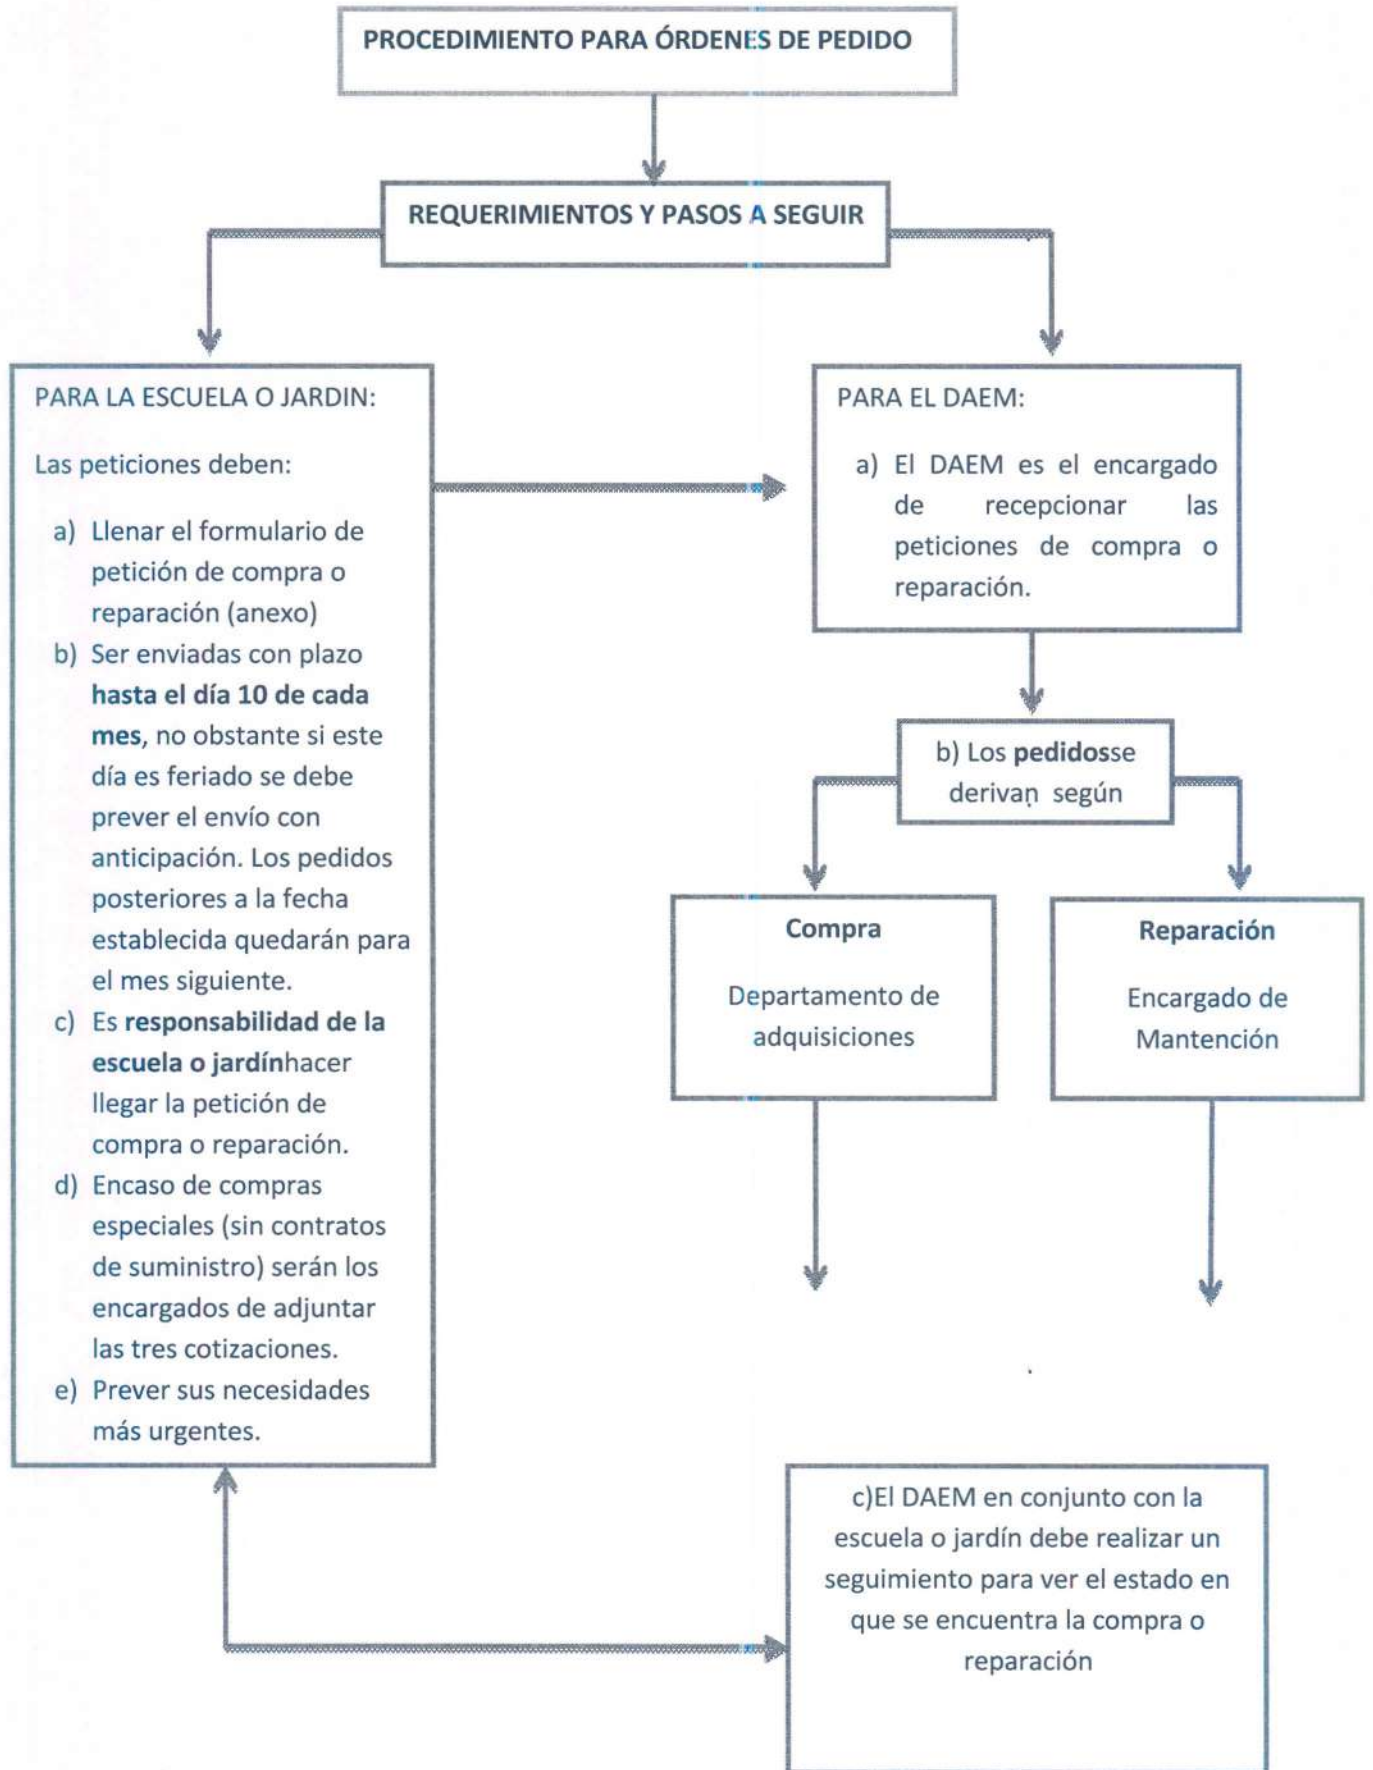 PROCEDIMIENTO PARA ÓRDENES DE PEDIDO
REQUERIMIENTOS Y PASOS A SEGUIR
PARA LA ESCUELA O JARDIN:
Las peticiones deben:
a) Llenar el formulario de
petición de compra o
reparación (anexo)
b) Ser enviadas con plazo
hasta el día 10 de cada
mes, no obstante si este
día es feriado se debe
prever el envío con
anticipación. Los pedidos
posteriores a la fecha
establecida quedarán para
el mes siguiente.
c) Es responsabilidad de la
escuela o jardínhacer
llegar la petición de
compra o reparación.
d) Encaso de compras
especiales (sin contratos
de suministro) serán los
encargados de adjuntar
las tres cotizaciones.
e) Prever sus necesidades
más urgentes.
PARA EL DAEM:
a) El DAEM es el encargado
de recepcionar las
peticiones de compra o
reparación.
b) Los pedidosse
derivan según
Compra
Departamento de
adquisiciones
Reparación
Encargado de
Mantención
c)El DAEM en conjunto con la
escuela o jardín debe realizar un
seguimiento para ver el estado en
que se encuentra la compra o
reparación